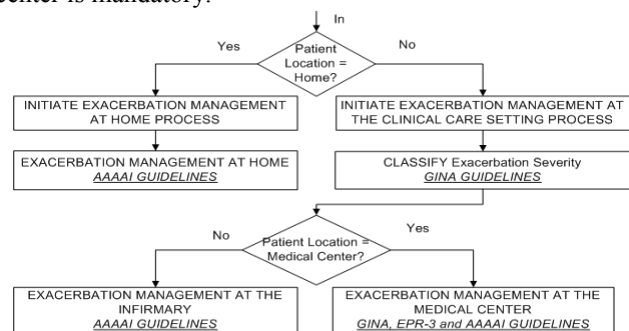 center is mandatory.
In
Yes
No
Patient
Location =
Home?
INITIATE EXACERBATION MANAGEMENT
AT HOME PROCESS
INITIATE EXACERBATION MANAGEMENT AT
THE CLINICAL CARE SETTING PROCESS
EXACERBATION MANAGEMENT AT HOME
AAAAI GUIDELINES
CLASSIFY Exacerbation Severity
GINA GUIDELINES
No
Yes
Patient Location =
Medical Center?
EXACERBATION MANAGEMENT AT THE
INFIRMARY
AAAAI GUIDELINES
EXACERBATION MANAGEMENT AT THE
MEDICAL CENTER
GINA, EPR-3 and AAAAI GUIDELINES